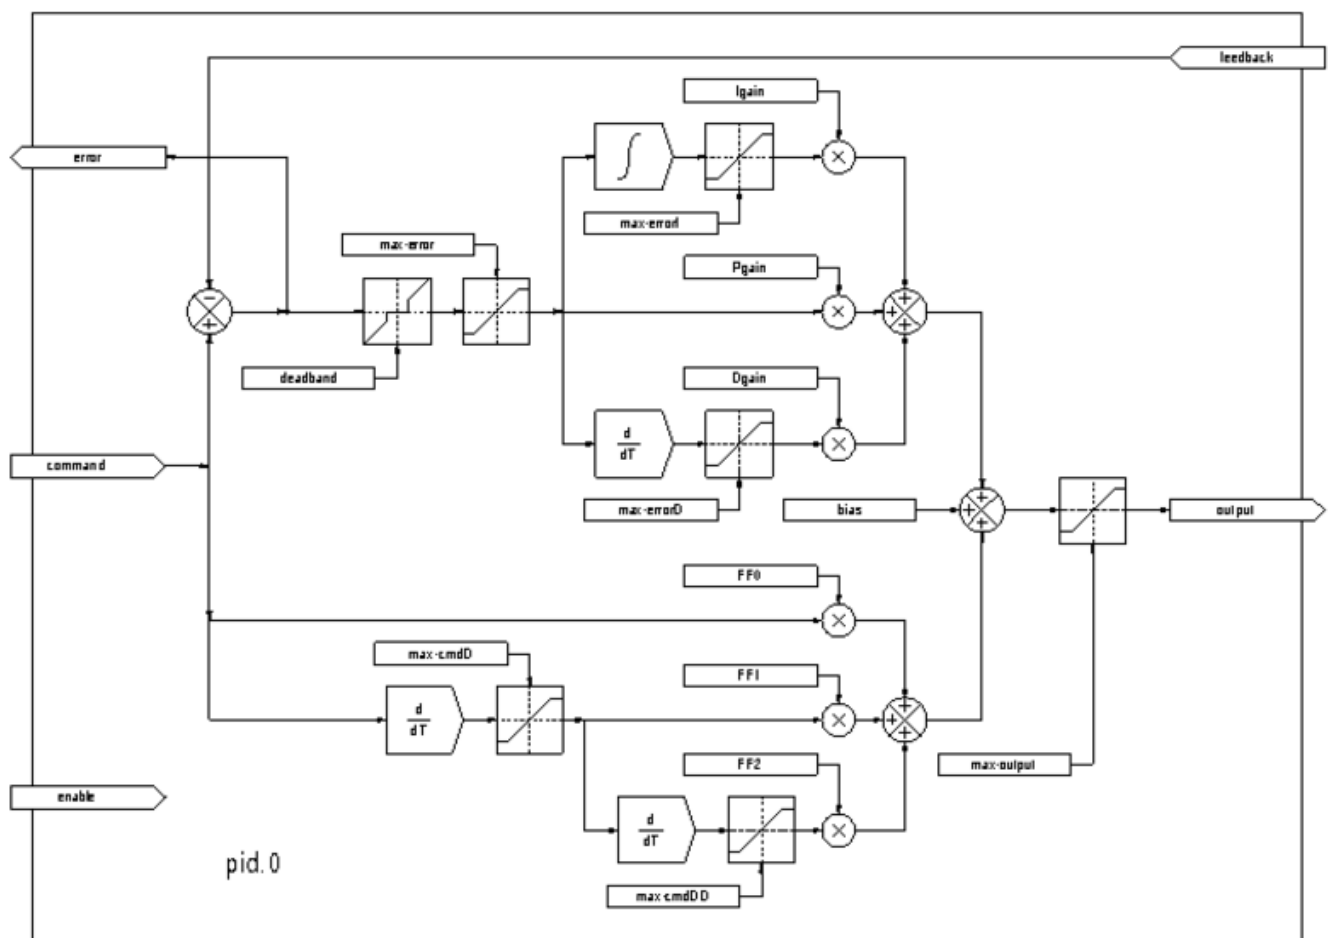 feedback
Igain
error
max-errorI
max-error
Pgain
-
+
+
+
+
deadband
Dgain
d
dT
command
max-errorD
bias
+
+
+
output
FF0
max-cmdD
FF1
d
dT
+
+
+
max-output
FF2
enable
d
dT
pid.0
max-cmdDD